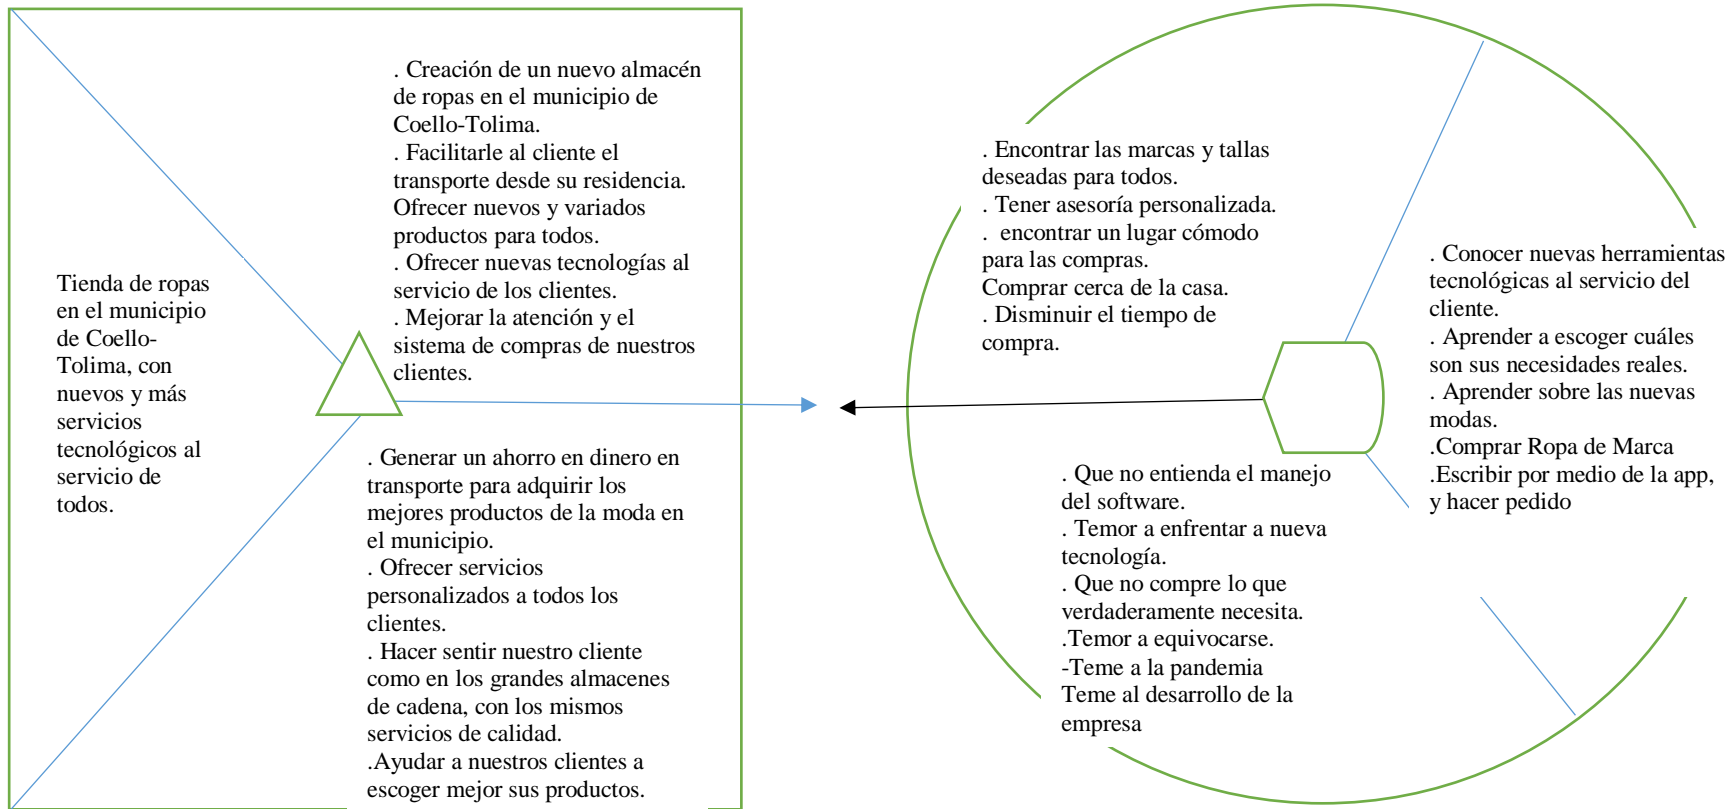 Tienda de ropas
en el municipio
de Coello-
Tolima, con
nuevos y más
servicios
tecnológicos al
servicio de
todos.
. Creación de un nuevo almacén
de ropas en el municipio de
Coello-Tolima.
. Facilitarle al cliente el
transporte desde su residencia.
Ofrecer nuevos y variados
productos para todos.
. Ofrecer nuevas tecnologías al
servicio de los clientes.
. Mejorar la atención y el
sistema de compras de nuestros
clientes.
. Generar un ahorro en dinero en
transporte para adquirir los
mejores productos de la moda en
el municipio.
. Ofrecer servicios
personalizados a todos los
clientes.
. Hacer sentir nuestro cliente
como en los grandes almacenes
de cadena, con los mismos
servicios de calidad.
.Ayudar a nuestros clientes a
escoger mejor sus productos.
. Encontrar las marcas y tallas
deseadas para todos.
. Tener asesoría personalizada.
. encontrar un lugar cómodo
para las compras.
Comprar cerca de la casa.
. Disminuir el tiempo de
compra.
. Conocer nuevas herramientas
tecnológicas al servicio del
cliente.
. Aprender a escoger cuáles
son sus necesidades reales.
. Aprender sobre las nuevas
modas.
.Comprar Ropa de Marca
.Escribir por medio de la app,
y hacer pedido
. Que no entienda el manejo
del software.
. Temor a enfrentar a nueva
tecnología.
. Que no compre lo que
verdaderamente necesita.
.Temor a equivocarse.
-Teme a la pandemia
Teme al desarrollo de la
empresa